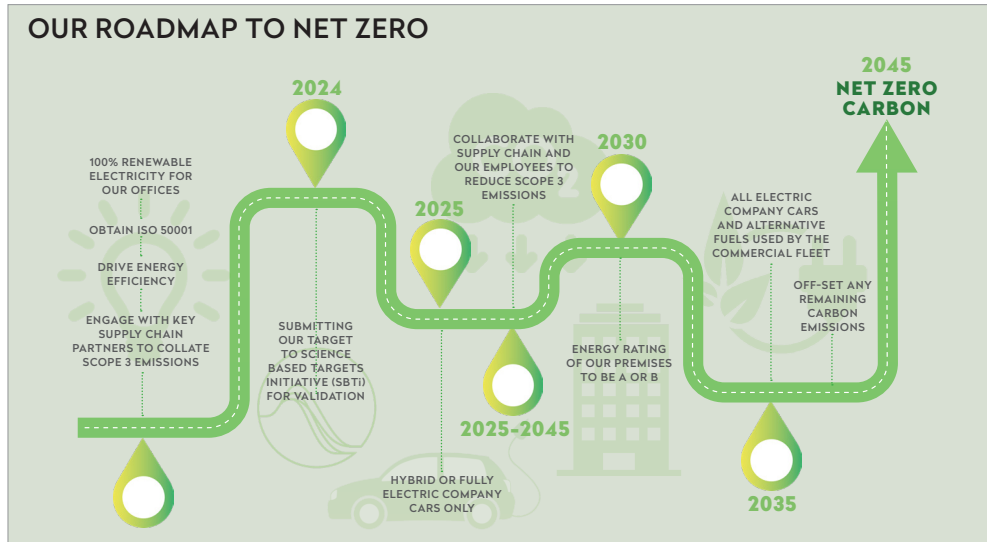 OUR ROADMAP TO NET ZERO
100% RENEWABLE
ELECTRICITY FOR
OUR OFFICES
OBTAIN ISO 50001
DRIVE ENERGY
EFFICIENCY
ENGAGE WITH KEY
SUPPLY CHAIN
PARTNERS TO COLLATE
SCOPE 3 EMISSIONS
2024
SUBMITTING
OUR TARGET
TO SCIENCE
BASED TARGETS
INITIATIVE (SBTi)
FOR VALIDATION
2025
HYBRID OR FULLY
ELECTRIC COMPANY
CARS ONLY
COLLABORATE WITH
SUPPLY CHAIN AND
OUR EMPLOYEES TO
REDUCE SCOPE 3
EMISSIONS
2025-2045
2030
ENERGY RATING
OF OUR PREMISES
TO BE A OR B
ALL ELECTRIC
COMPANY CARS
AND ALTERNATIVE
FUELS USED BY THE
COMMERCIAL FLEET
2035
OFF-SET ANY
REMAINING
CARBON
EMISSIONS
2045
NET ZERO
CARBON